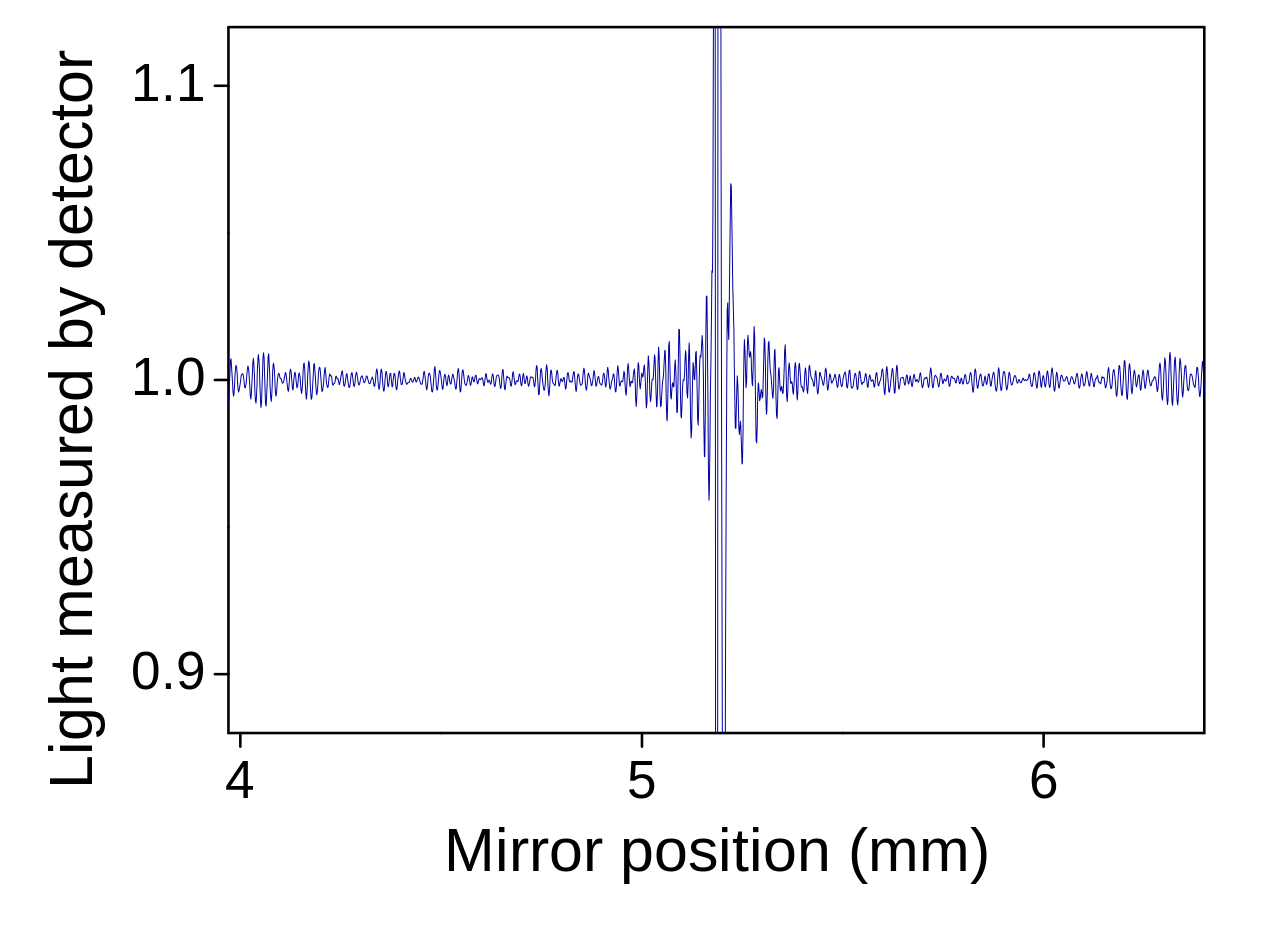 Light measured by detector
1.1
1.0
0.9
4 5 6
Mirror position (mm)